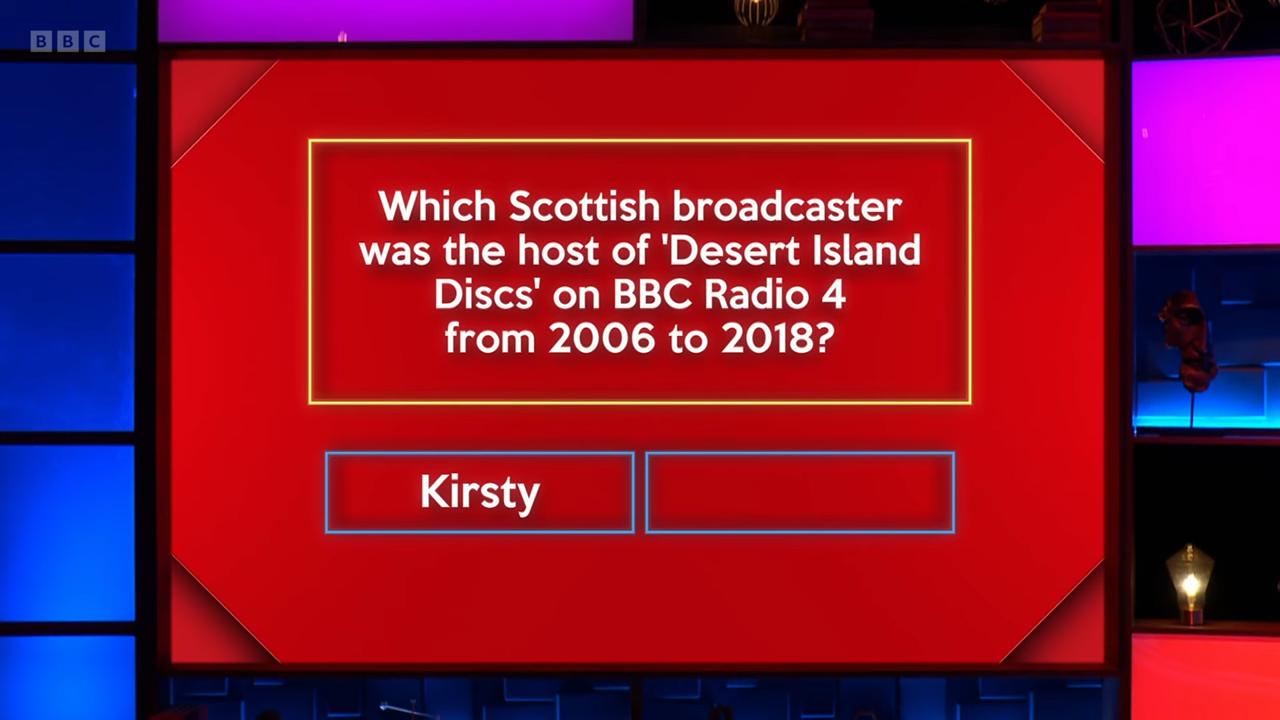 BBC
Which Scottish broadcaster
was the host of 'Desert Island
Discs' on BBC Radio 4
from 2006 to 2018?
Kirsty